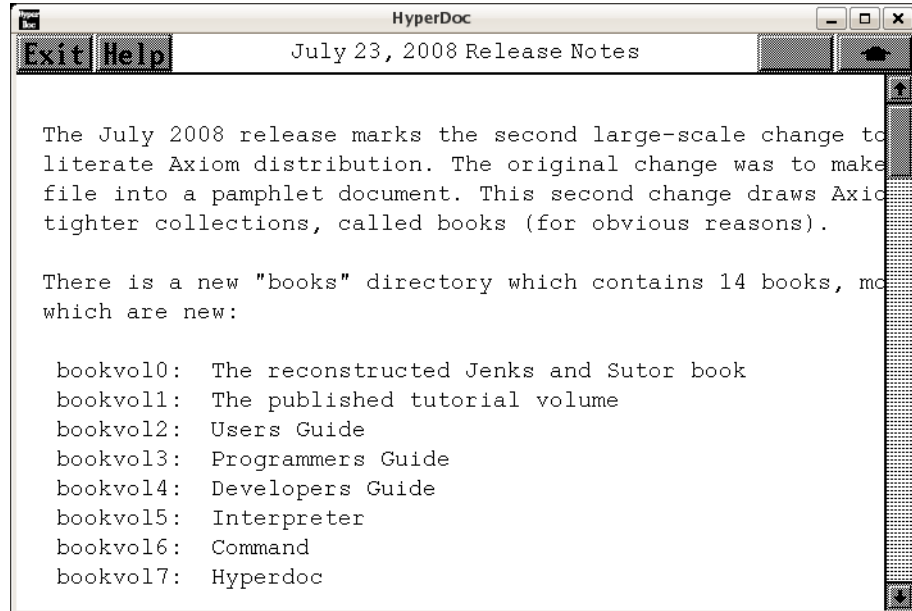 Hyper Doc
HyperDoc
Exit Help July 23, 2008 Release Notes
The July 2008 release marks the second large-scale change to
literate Axiom distribution. The original change was to make
file into a pamphlet document. This second change draws Axio
tighter collections, called books (for obvious reasons).
There is a new "books" directory which contains 14 books, mo
which are new:
bookvol0: The reconstructed Jenks and Sutor book
bookvol1: The published tutorial volume
bookvol2: Users Guide
bookvol3: Programmers Guide
bookvol4: Developers Guide
bookvol5: Interpreter
bookvol6: Command
bookvol7: Hyperdoc